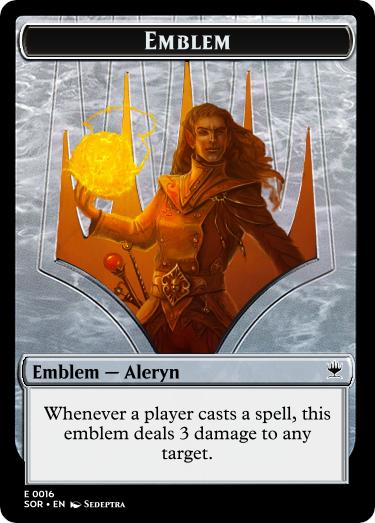 EMBLEM
Emblem — Aleryn
Whenever a player casts a spell, this
emblem deals 3 damage to any
target.
E 0016
SOR • EN SEDEPTRA